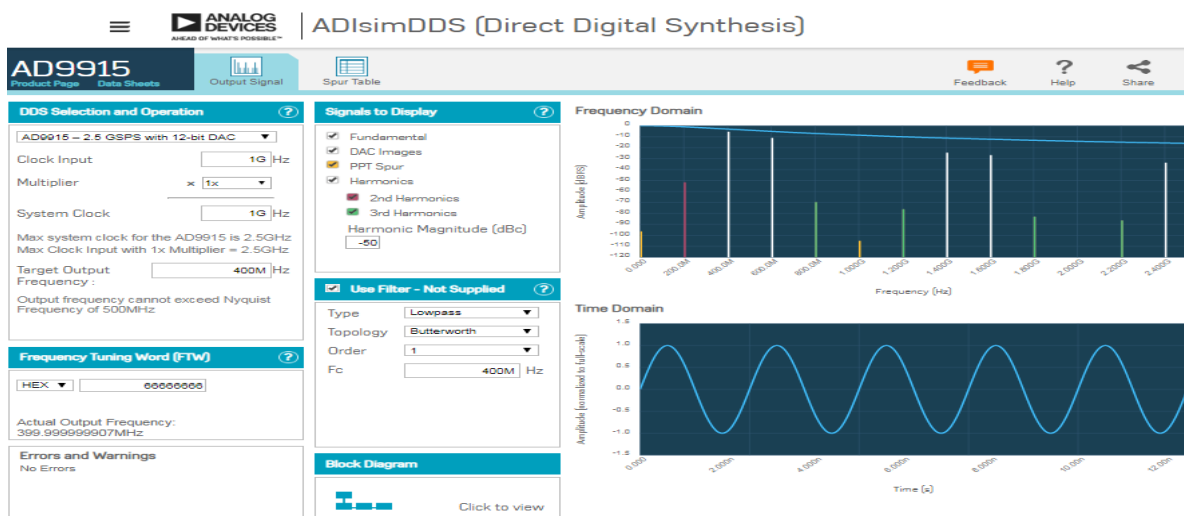 ANALOG DEVICES
AHEAD OF WHAT'S POSSIBLE™
ADIsimDDS (Direct Digital Synthesis)
AD9915
Product Page Data Sheets
Output Signal
Spur Table
Feedback
Help
Share
DDS Selection and Operation ?
AD9915 – 2.5 GSPS with 12-bit DAC
Clock Input 1G Hz
Multiplier × 1x
System Clock 1G Hz
Max system clock for the AD9915 is 2.5GHz
Max Clock Input with 1x Multiplier = 2.5GHz
Target Output 400M Hz
Frequency :
Output frequency cannot exceed Nyquist
Frequency of 500MHz
Frequency Tuning Word (FTW) ?
HEX 66666666
Actual Output Frequency:
399.999999907MHz
Errors and Warnings
No Errors
Signals to Display ?
Fundamental
DAC Images
PPT Spur
Harmonics
2nd Harmonics
3rd Harmonics
Harmonic Magnitude (dBc)
-50
Use Filter - Not Supplied ?
Type Lowpass
Topology Butterworth
Order 1
Fc 400M Hz
Block Diagram
Click to view
Frequency Domain
Amplitude [dBFS]
0
-10
-20
-30
-40
-50
-60
-70
-80
-90
-100
-110
-120
0.000 200.0M 400.0M 600.0M 800.0M 1.000G 1.200G 1.400G 1.600G 1.800G 2.000G 2.200G 2.400G
Frequency (Hz)
Time Domain
Amplitude [normalized to full-scale]
1.5
1.0
0.5
0.0
-0.5
-1.0
-1.5
0.000 2.000n 4.000n 6.000n 8.000n 10.00n 12.00n
Time (s)